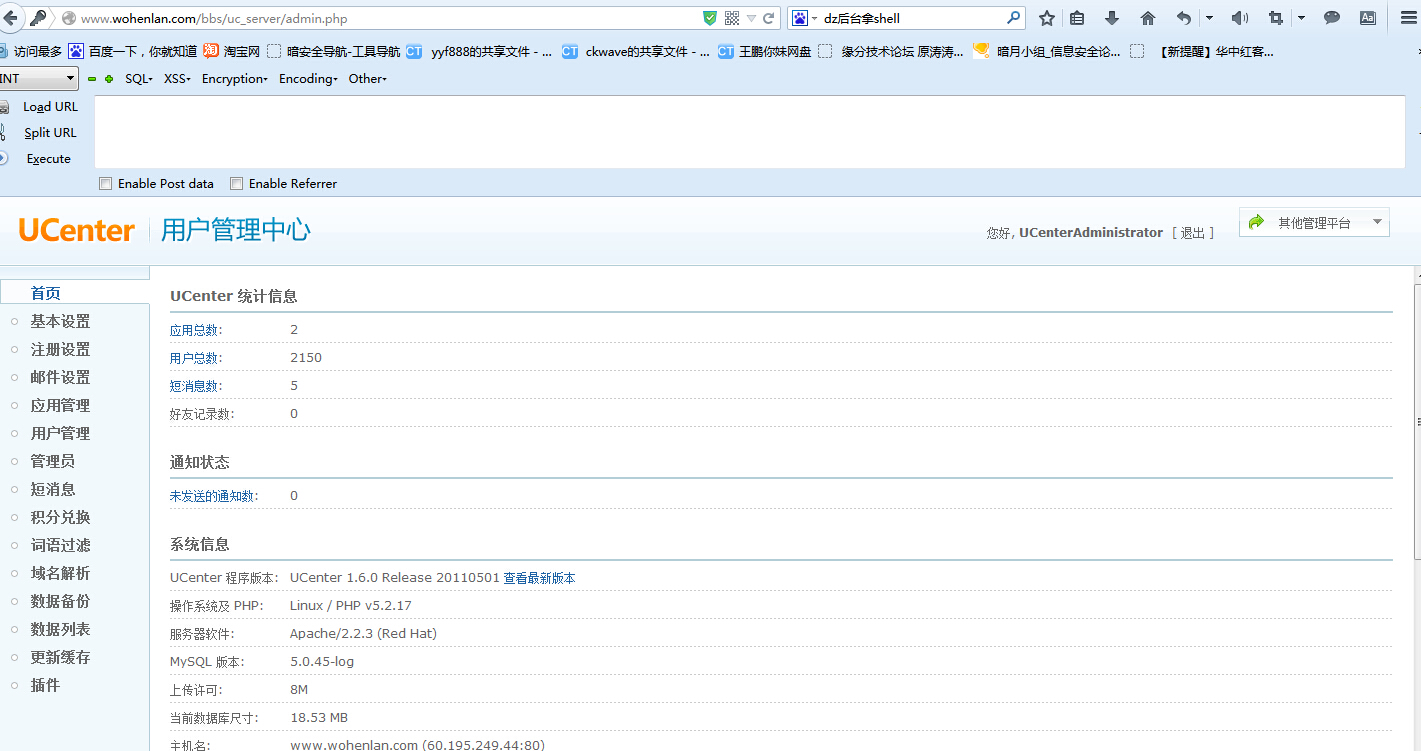 www.wohenlan.com/bbs/uc_server/admin.php dz后台拿shell
访问最多 百度一下，你就知道 淘宝网 暗安全导航-工具导航 yyf888的共享文件 - ... ckwave的共享文件 - ... 王鹏你妹网盘 缘分技术论坛 原涛涛... 暗月小组_信息安全论... 【新提醒】华中红客...
INT SQL XSS Encryption Encoding Other
Load URL
Split URL
Execute
Enable Post data Enable Referrer
UCenter 用户管理中心 您好, UCenterAdministrator [ 退出 ] 其他管理平台
首页
基本设置
注册设置
邮件设置
应用管理
用户管理
管理员
短消息
积分兑换
词语过滤
域名解析
数据备份
数据列表
更新缓存
插件
UCenter 统计信息
应用总数: 2
用户总数: 2150
短消息数: 5
好友记录数: 0
通知状态
未发送的通知数: 0
系统信息
UCenter 程序版本: UCenter 1.6.0 Release 20110501 查看最新版本
操作系统及 PHP: Linux / PHP v5.2.17
服务器软件: Apache/2.2.3 (Red Hat)
MySQL 版本: 5.0.45-log
上传许可: 8M
当前数据库尺寸: 18.53 MB
主机名: www.wohenlan.com (60.195.249.44:80)